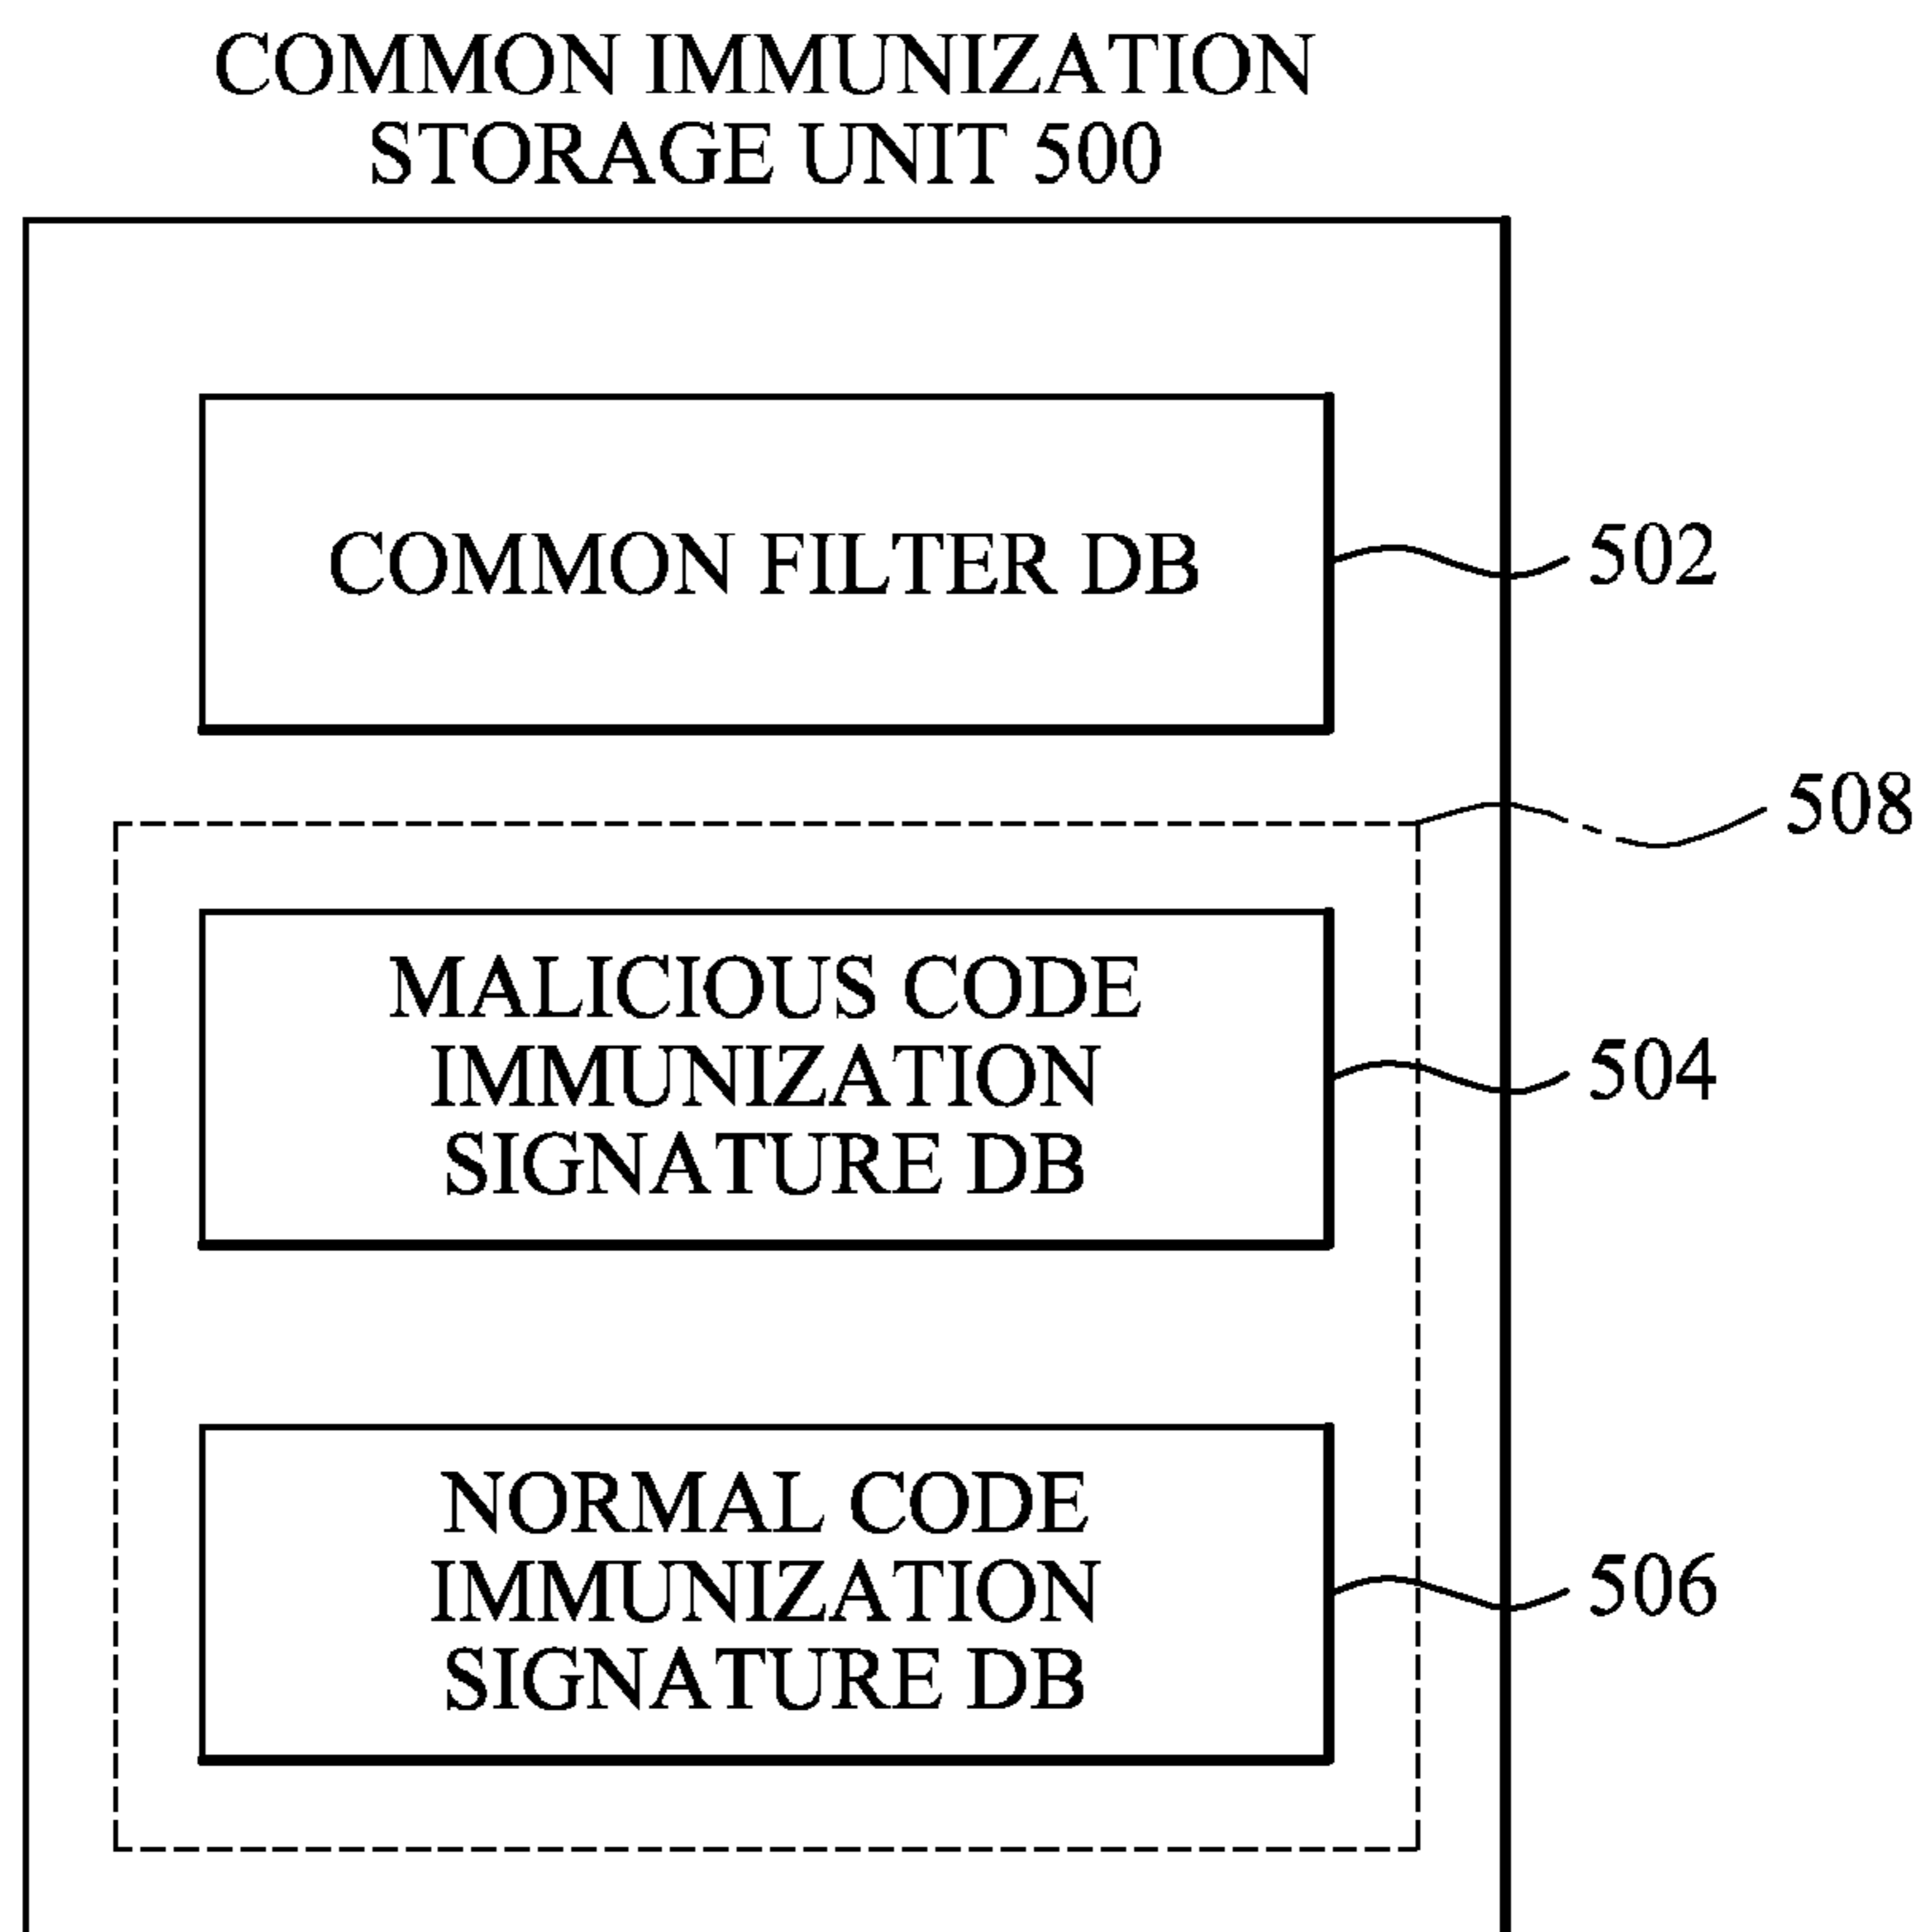 COMMON IMMUNIZATION
STORAGE UNIT 500
COMMON FILTER DB
502
508
MALICIOUS CODE
IMMUNIZATION
SIGNATURE DB
504
NORMAL CODE
IMMUNIZATION
SIGNATURE DB
506